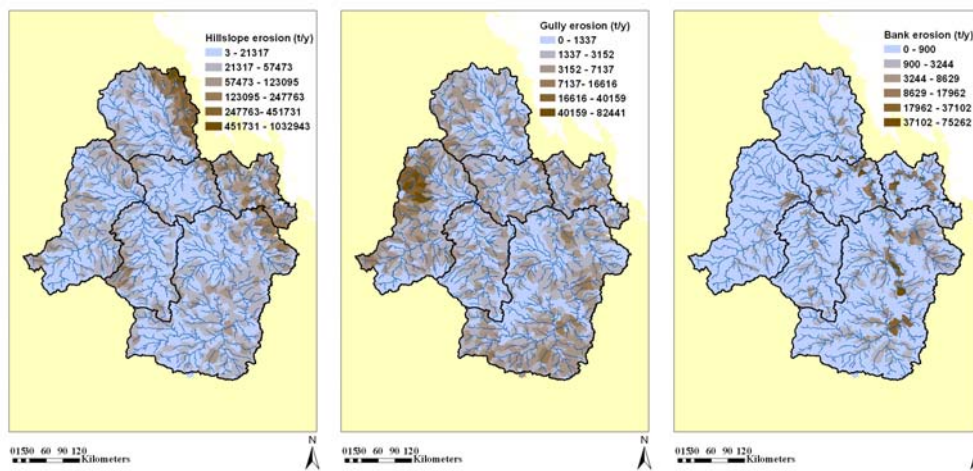 Hillslope erosion (t/y)
3 - 21317
21317 - 57473
57473 - 123095
123095 - 247763
247763 - 451731
451731 - 1032943
01530 60 90 120
Kilometers
N
Gully erosion (t/y)
0 - 1337
1337 - 3152
3152 - 7137
7137 - 16616
16616 - 40159
40159 - 82441
01530 60 90 120
Kilometers
N
Bank erosion (t/y)
0 - 900
900 - 3244
3244 - 8629
8629 - 17962
17962 - 37102
37102 - 75262
01530 60 90 120
Kilometers